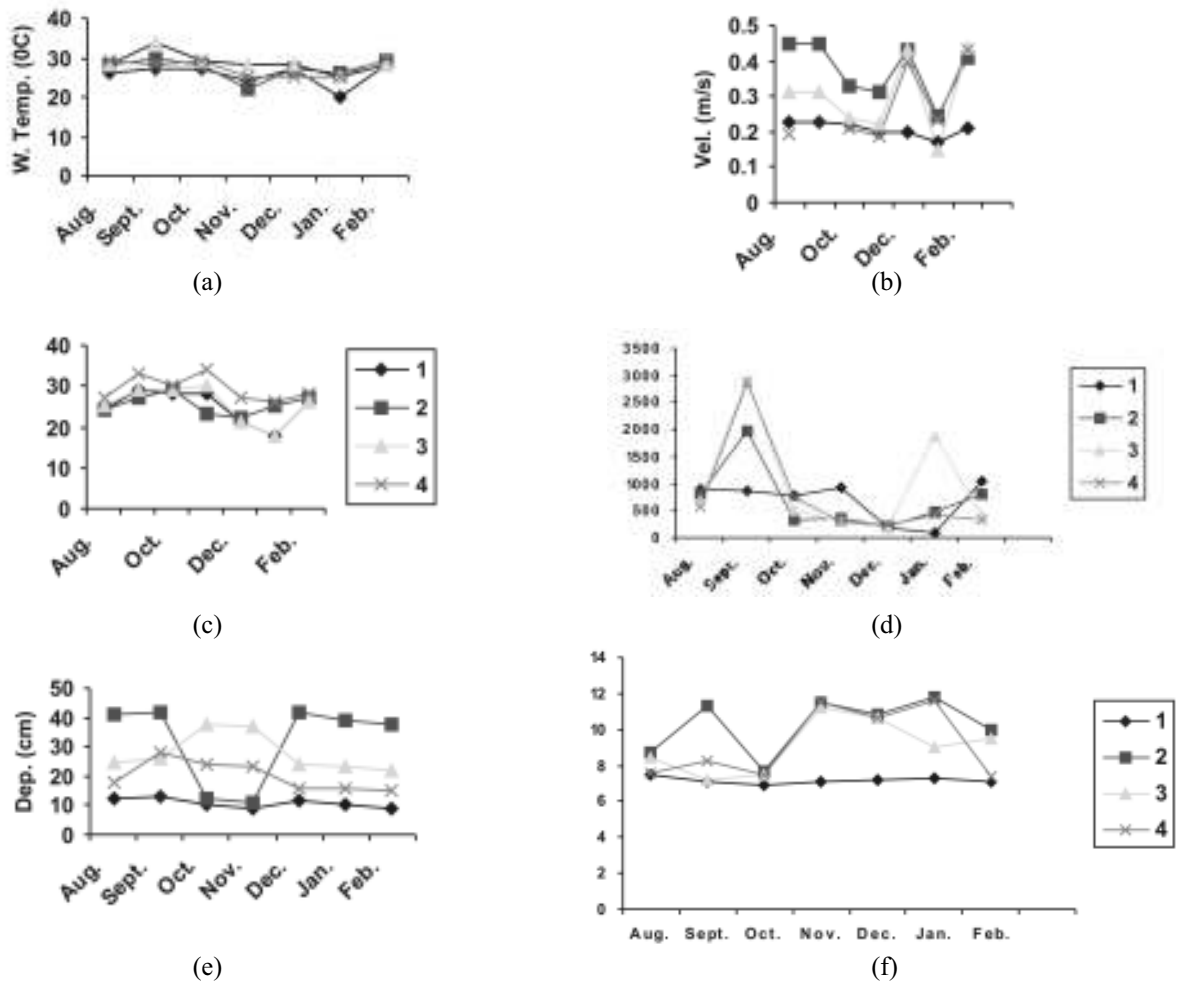 40
30
20
10
0
W. Temp. (0C)
Aug.
Sept.
Oct.
Nov.
Dec.
Jan.
Feb.
(a)
0.5
0.4
0.3
0.2
0.1
0
Vel. (m/s)
Aug.
Oct.
Dec.
Feb.
(b)
40
30
20
10
0
Aug.
Oct.
Dec.
Feb.
1
2
3
4
(c)
3500
3000
2500
2000
1500
1000
500
0
Aug.
Sept.
Oct.
Nov.
Dec.
Jan.
Feb.
1
2
3
4
(d)
50
40
30
20
10
0
Dep. (cm)
Aug.
Sept.
Oct.
Nov.
Dec.
Jan.
Feb.
(e)
14
12
10
8
6
4
2
0
Aug. Sept. Oct. Nov. Dec. Jan. Feb.
1
2
3
4
(f)